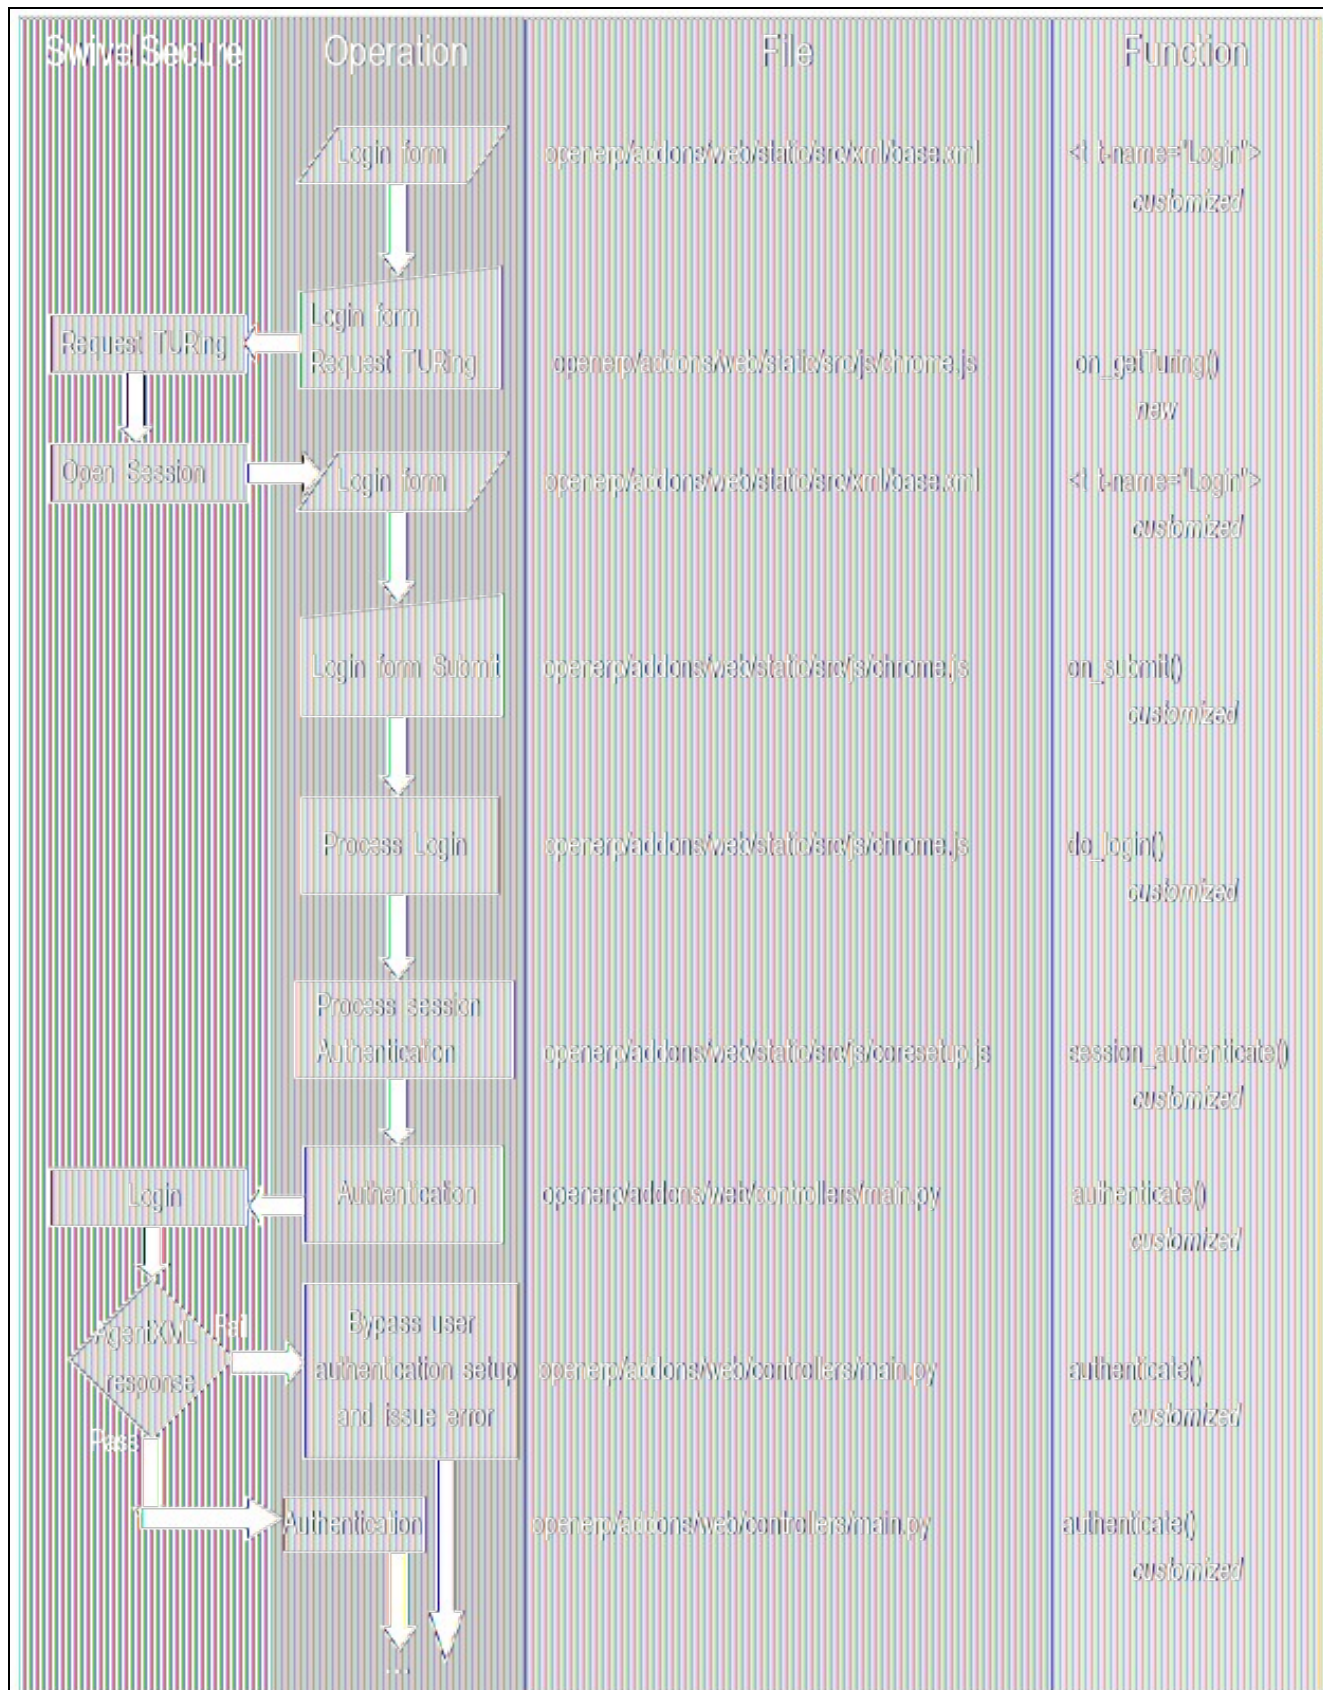 SwivelSecure Operation File Function
Login form openerp/addons/web/static/src/xml/base.xml <t t-name="Login">
customized
Login form
Request TURing
Request TURing openerp/addons/web/static/src/js/chrome.js on_getTuring()
new
Open Session Login form openerp/addons/web/static/src/xml/base.xml <t t-name="Login">
customized
Login form Submit openerp/addons/web/static/src/js/chrome.js on_submit()
customized
Process Login openerp/addons/web/static/src/js/chrome.js do_login()
customized
Process session
Authentication openerp/addons/web/static/src/js/coresetup.js session_authenticate()
customized
Login Authentication openerp/addons/web/controllers/main.py authenticate()
customized
AgentXML Fail Bypass user
response authentication setup openerp/addons/web/controllers/main.py authenticate()
and issue error customized
Pass
Authentication openerp/addons/web/controllers/main.py authenticate()
customized
...